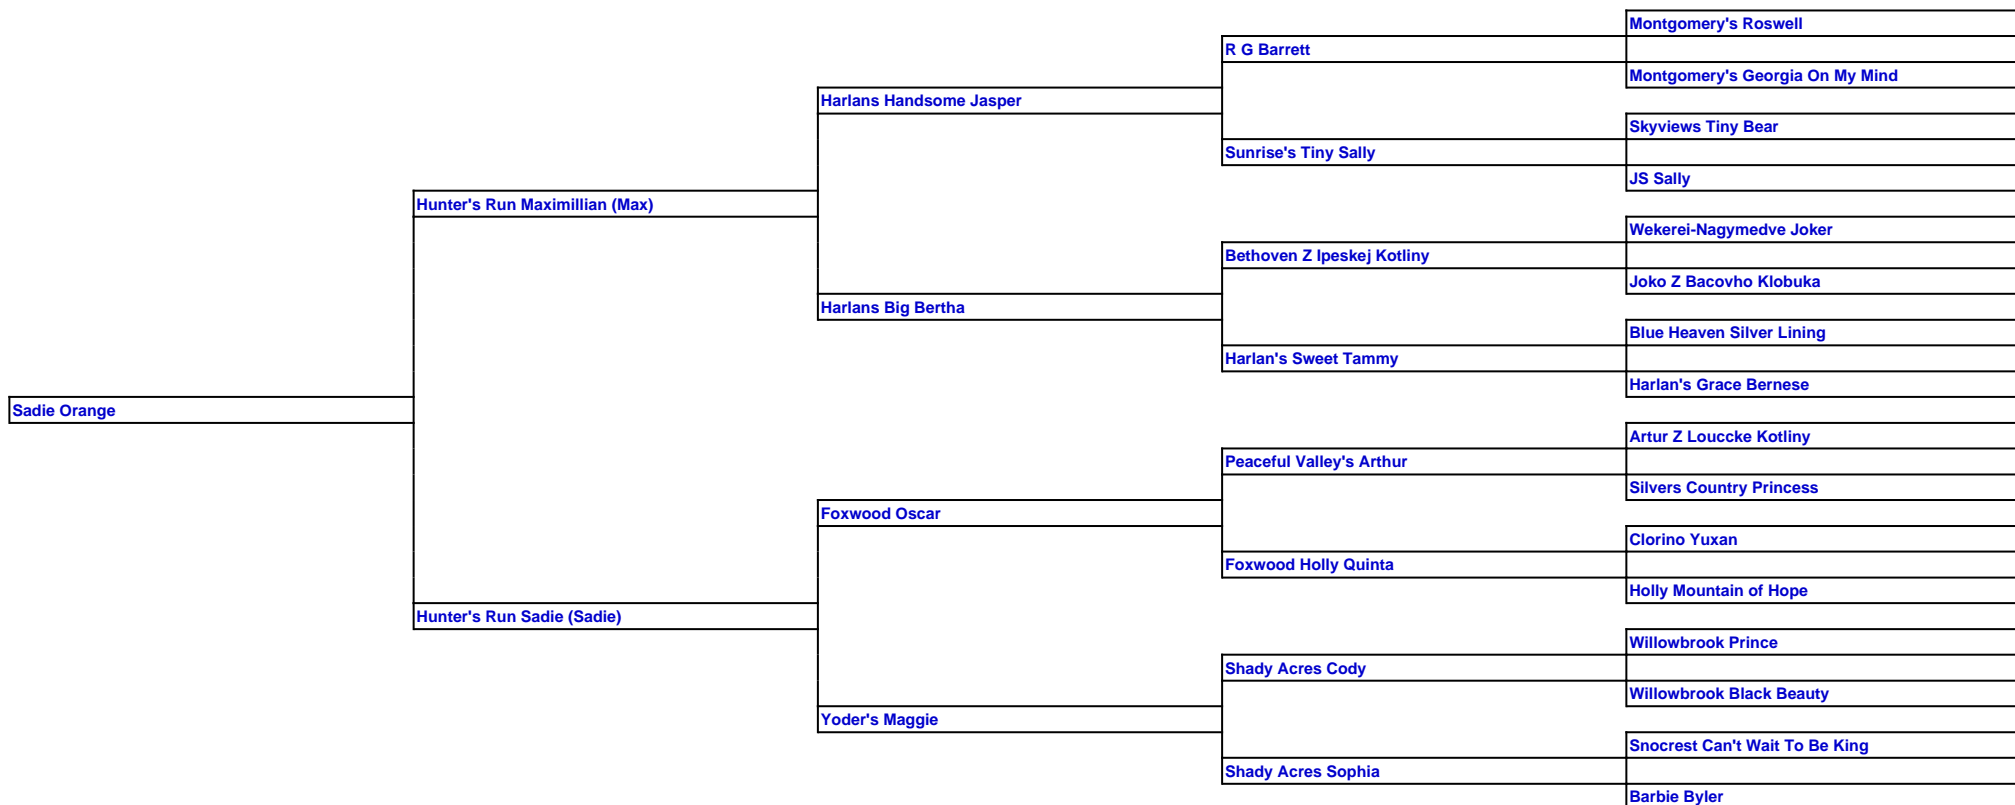 Montgomery's Roswell
R G Barrett
Montgomery's Georgia On My Mind
Harlans Handsome Jasper
Skyviews Tiny Bear
Sunrise's Tiny Sally
JS Sally
Hunter's Run Maximillian (Max)
Wekerei-Nagymedve Joker
Bethoven Z Ipeskej Kotliny
Joko Z Bacovho Klobuka
Harlans Big Bertha
Blue Heaven Silver Lining
Harlan's Sweet Tammy
Harlan's Grace Bernese
Sadie Orange
Artur Z Louccke Kotliny
Peaceful Valley's Arthur
Silvers Country Princess
Foxwood Oscar
Clorino Yuxan
Foxwood Holly Quinta
Holly Mountain of Hope
Hunter's Run Sadie (Sadie)
Willowbrook Prince
Shady Acres Cody
Willowbrook Black Beauty
Yoder's Maggie
Snocrest Can't Wait To Be King
Shady Acres Sophia
Barbie Byler